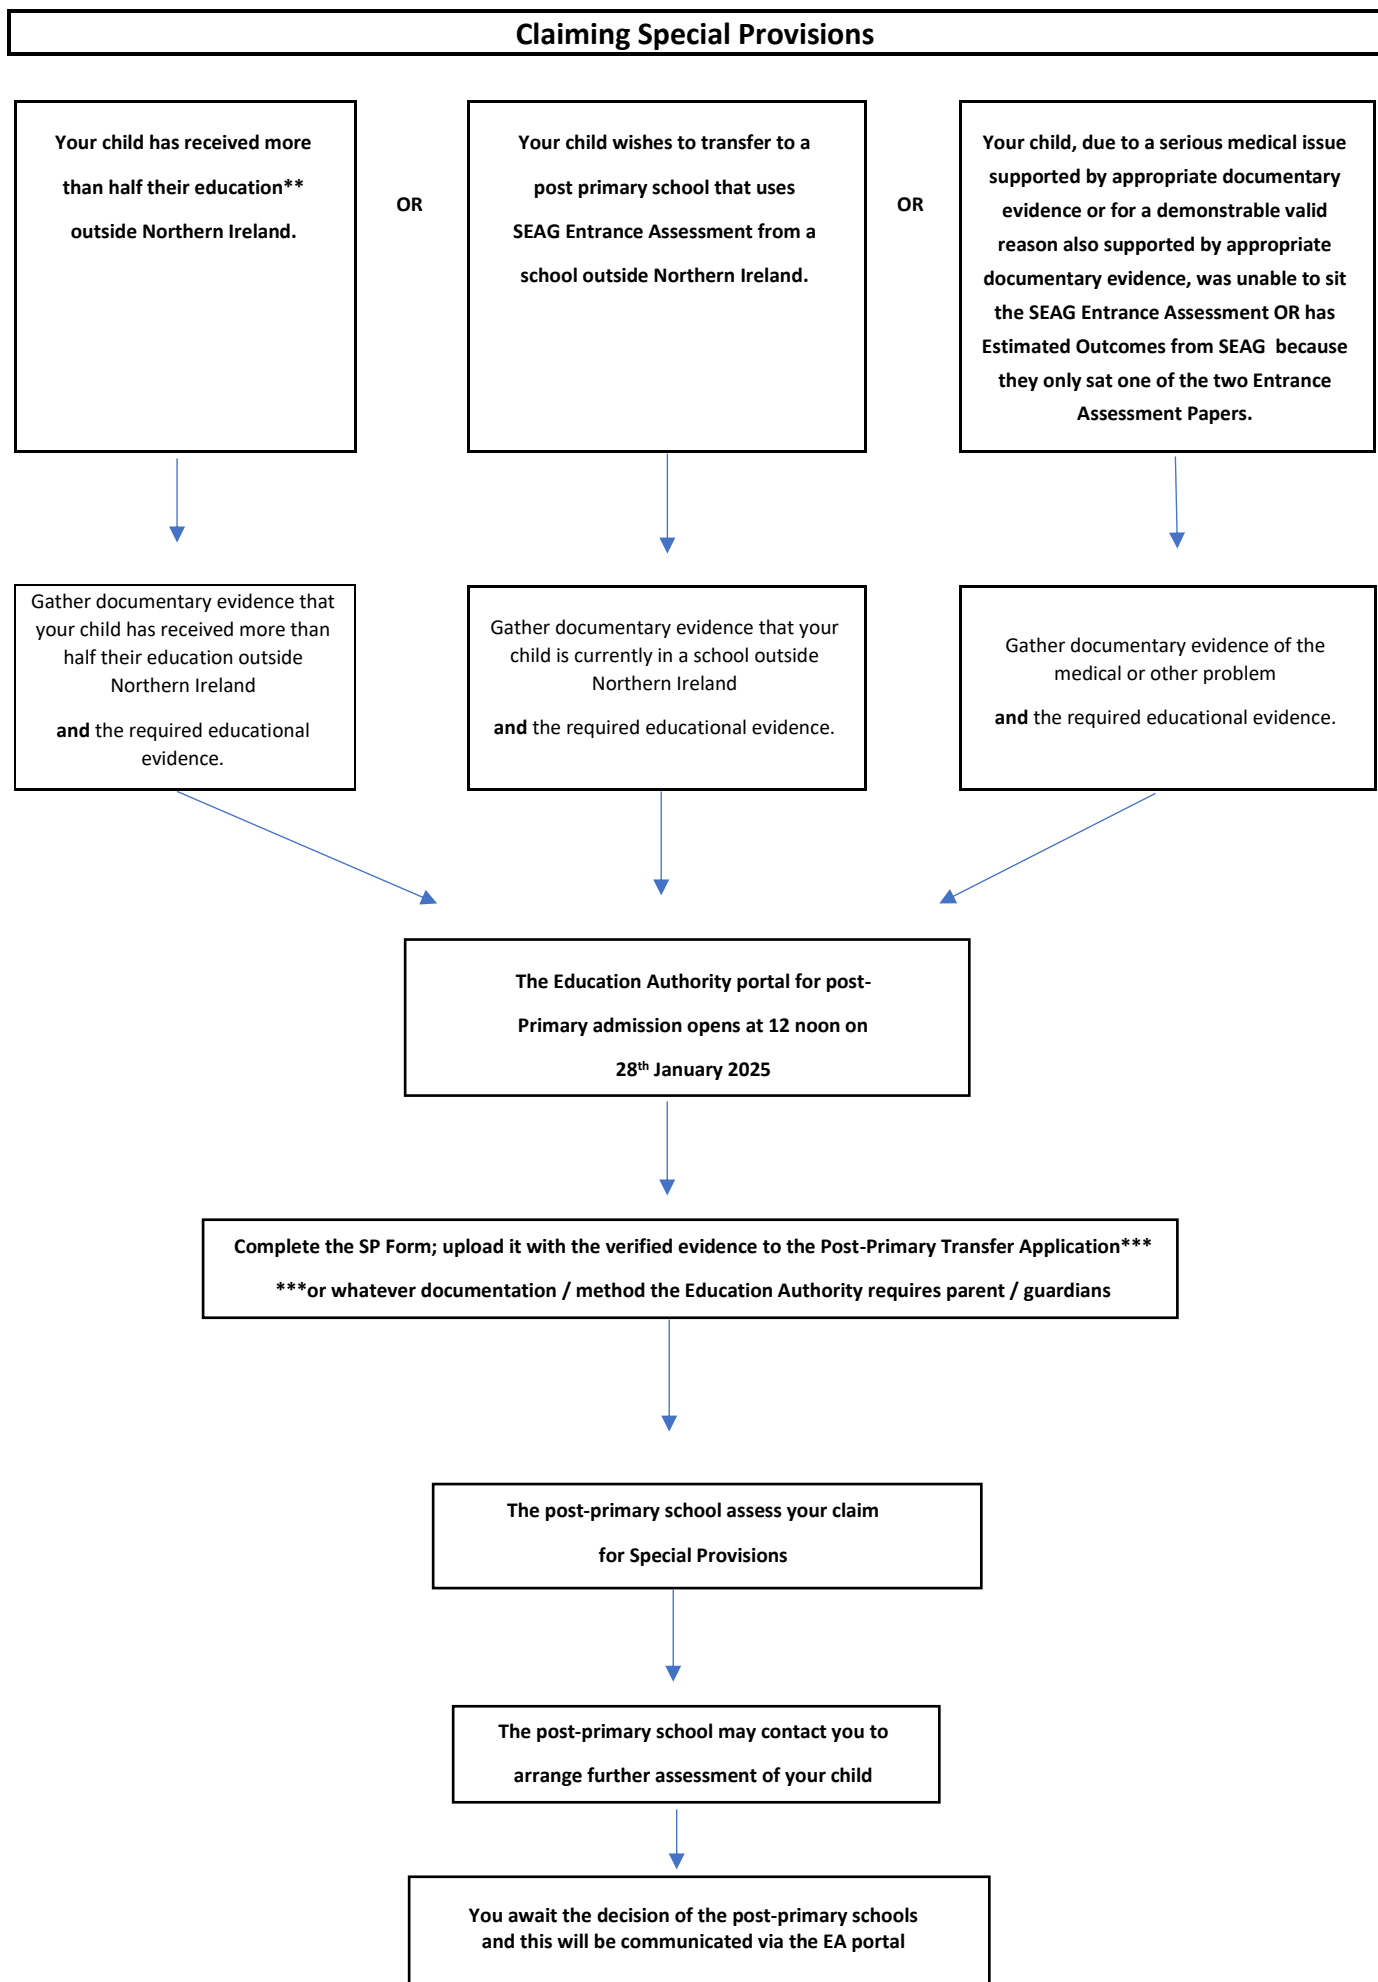 Claiming Special Provisions
Your child has received more
than half their education**
outside Northern Ireland.
OR
Your child wishes to transfer to a
post primary school that uses
SEAG Entrance Assessment from a
school outside Northern Ireland.
OR
Your child, due to a serious medical issue
supported by appropriate documentary
evidence or for a demonstrable valid
reason also supported by appropriate
documentary evidence, was unable to sit
the SEAG Entrance Assessment OR has
Estimated Outcomes from SEAG because
they only sat one of the two Entrance
Assessment Papers.
Gather documentary evidence that
your child has received more than
half their education outside
Northern Ireland
and the required educational
evidence.
Gather documentary evidence that your
child is currently in a school outside
Northern Ireland
and the required educational evidence.
Gather documentary evidence of the
medical or other problem
and the required educational evidence.
The Education Authority portal for post-
Primary admission opens at 12 noon on
28th January 2025
Complete the SP Form; upload it with the verified evidence to the Post-Primary Transfer Application***
***or whatever documentation / method the Education Authority requires parent / guardians
The post-primary school assess your claim
for Special Provisions
The post-primary school may contact you to
arrange further assessment of your child
You await the decision of the post-primary schools
and this will be communicated via the EA portal